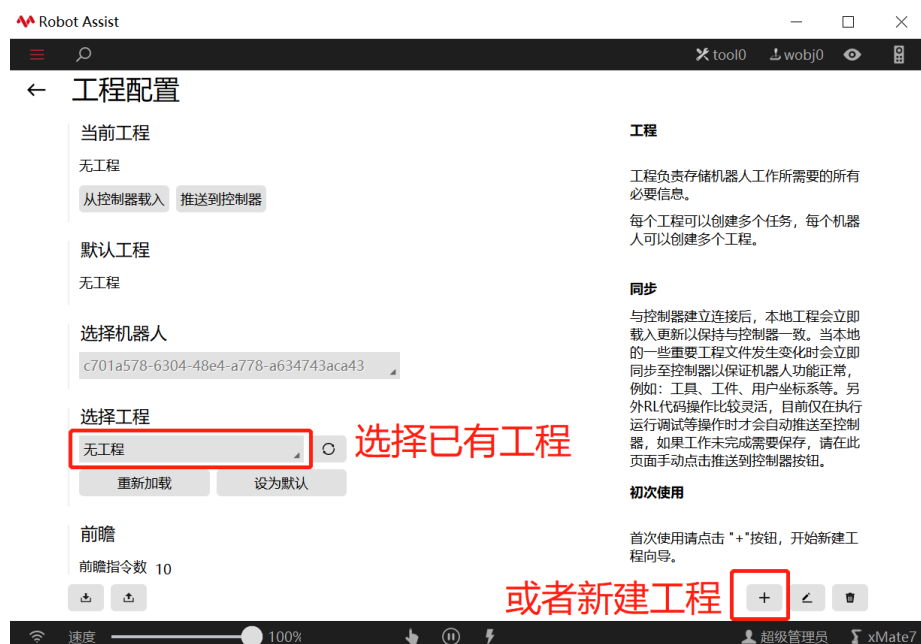 Robot Assist
tool0
wobj0
工程配置
当前工程
无工程
从控制器载入
推送到控制器
默认工程
无工程
选择机器人
c701a578-6304-48e4-a778-a634743aca43
选择工程
无工程
选择已有工程
重新加载
设为默认
前瞻
前瞻指令数 10
工程
工程负责存储机器人工作所需要的所有
必要信息。
每个工程可以创建多个任务，每个机器
人可以创建多个工程。
同步
与控制器建立连接后，本地工程会立即
载入更新以保持与控制器一致。当本地
的一些重要工程文件发生变化时会立即
同步至控制器以保证机器人功能正常，
例如：工具、工件、用户坐标系等。另
外RL代码操作比较灵活，目前仅在执行
运行调试等操作时才会自动推送至控制
器，如果工作未完成需要保存，请在此
页面手动点击推送到控制器按钮。
初次使用
首次使用请点击 "+"按钮，开始新建工
程向导。
或者新建工程
速度
100%
超级管理员
xMate7